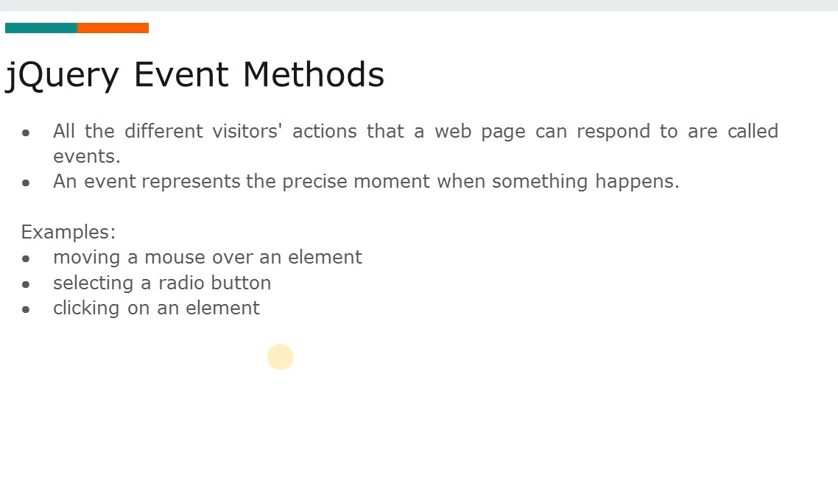 jQuery Event Methods
● All the different visitors' actions that a web page can respond to are called
events.
● An event represents the precise moment when something happens.
Examples:
● moving a mouse over an element
● selecting a radio button
● clicking on an element